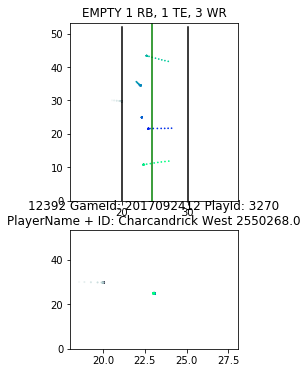 EMPTY 1 RB, 1 TE, 3 WR
50
40
30
20
10
0
20 30
12392 GameId: 2017092412 PlayId: 3270
PlayerName + ID: Charcandrick West 2550268.0
40
20
0
20.0 22.5 25.0 27.5